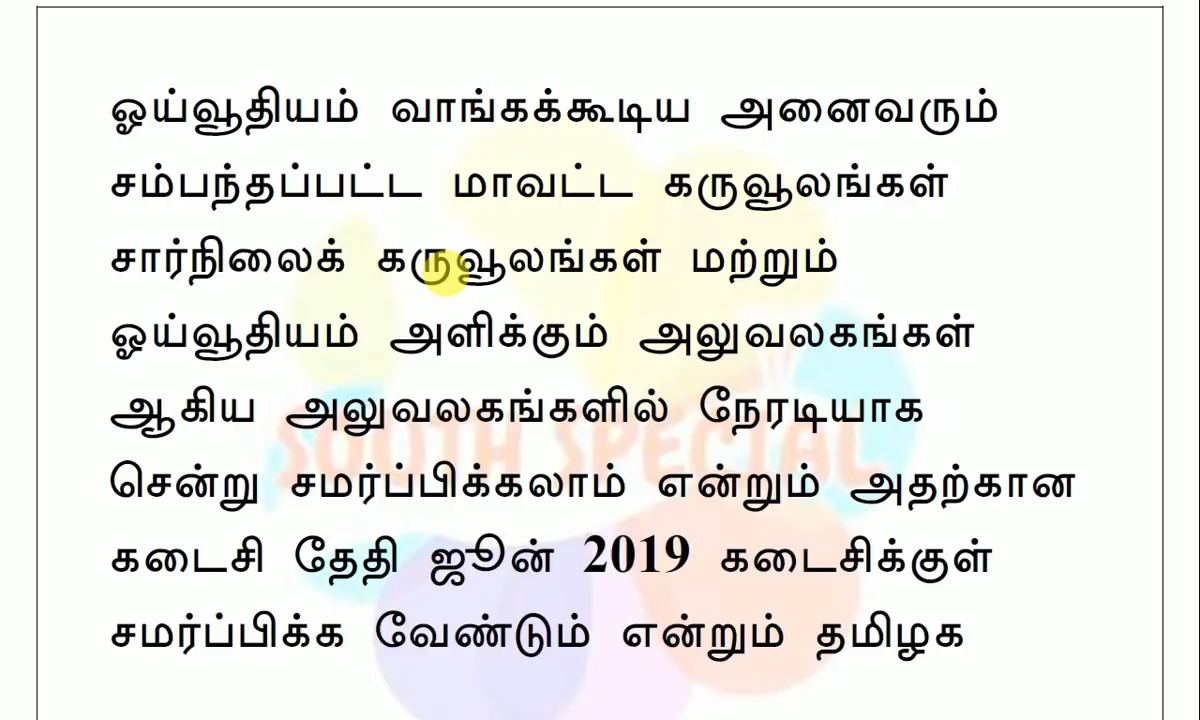 ஓய்வூதியம் வாங்கக்கூடிய அனைவரும்
சம்பந்தப்பட்ட மாவட்ட கருவூலங்கள்
சார்நிலைக் கருவூலங்கள் மற்றும்
ஓய்வூதியம் அளிக்கும் அலுவலகங்கள்
ஆகிய அலுவலகங்களில் நேரடியாக
சென்று சமர்ப்பிக்கலாம் என்றும் அதற்கான
கடைசி தேதி ஜூன் 2019 கடைசிக்குள்
சமர்ப்பிக்க வேண்டும் என்றும் தமிழக
SOUTH SPECIAL